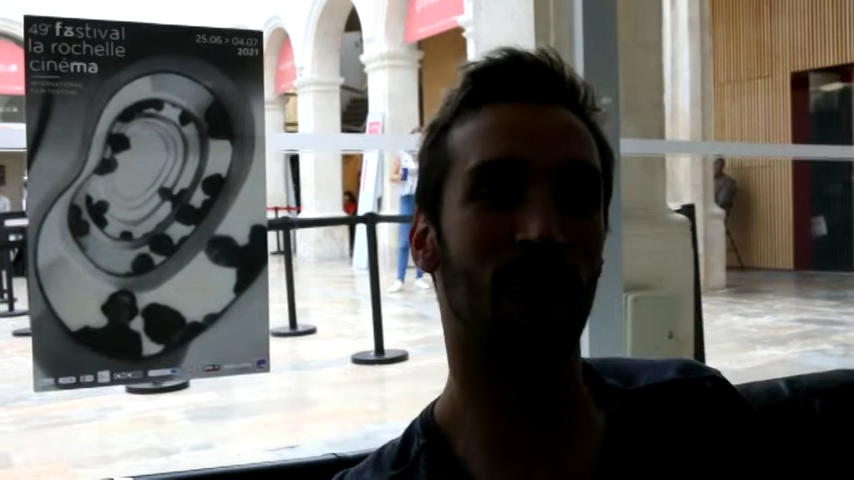 49e festival
la rochelle
cinéma
INTERNATIONAL
FILM FESTIVAL
25.06 > 04.07
2021